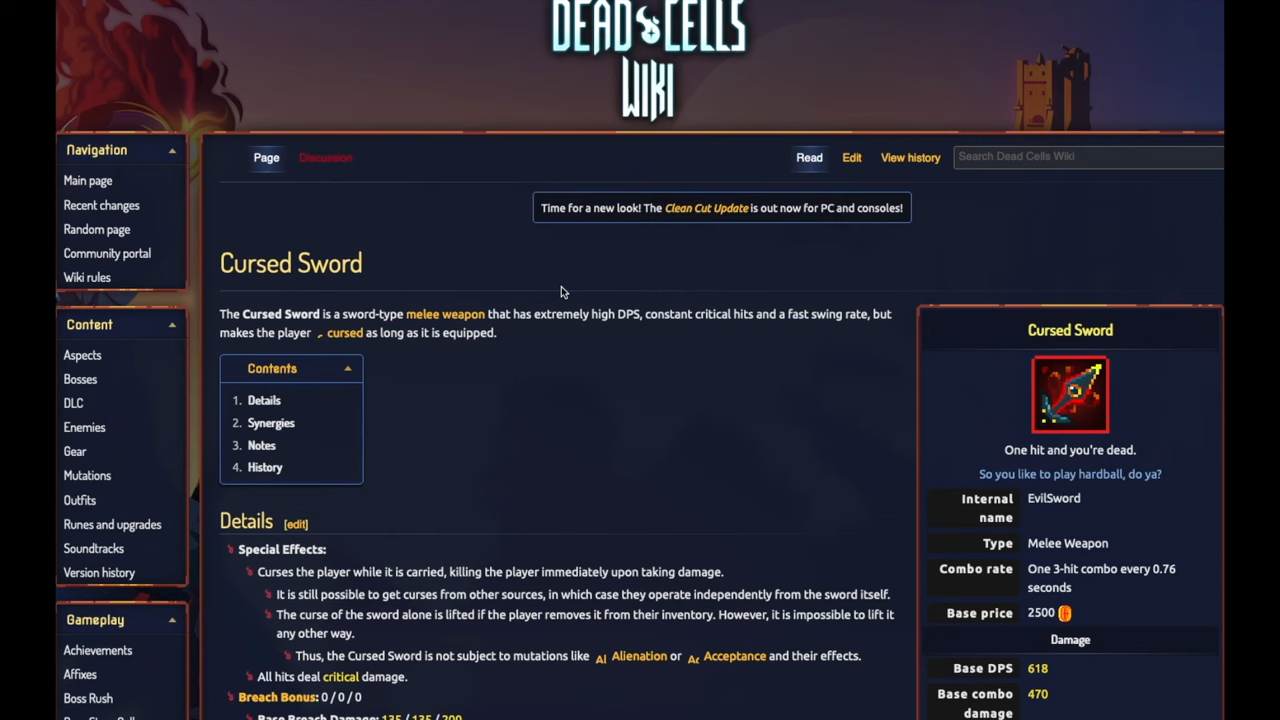 DEAD CELLS
WIKI
Navigation
Main page
Recent changes
Random page
Community portal
Wiki rules
Content
Aspects
Bosses
DLC
Enemies
Gear
Mutations
Outfits
Runes and upgrades
Soundtracks
Version history
Gameplay
Achievements
Affixes
Boss Rush
Page Discussion Read Edit View history Search Dead Cells Wiki
Time for a new look! The Clean Cut Update is out now for PC and consoles!
Cursed Sword
The Cursed Sword is a sword-type melee weapon that has extremely high DPS, constant critical hits and a fast swing rate, but
makes the player cursed as long as it is equipped.
Contents
1. Details
2. Synergies
3. Notes
4. History
Details [edit]
Special Effects:
Curses the player while it is carried, killing the player immediately upon taking damage.
It is still possible to get curses from other sources, in which case they operate independently from the sword itself.
The curse of the sword alone is lifted if the player removes it from their inventory. However, it is impossible to lift it
any other way.
Thus, the Cursed Sword is not subject to mutations like Al Alienation or Ac Acceptance and their effects.
All hits deal critical damage.
Breach Bonus: 0 / 0 / 0
Base Breach Damage: 135 / 135 / 200
Cursed Sword
One hit and you're dead.
So you like to play hardball, do ya?
Internal name EvilSword
Type Melee Weapon
Combo rate One 3-hit combo every 0.76
seconds
Base price 2500
Damage
Base DPS 618
Base combo damage 470